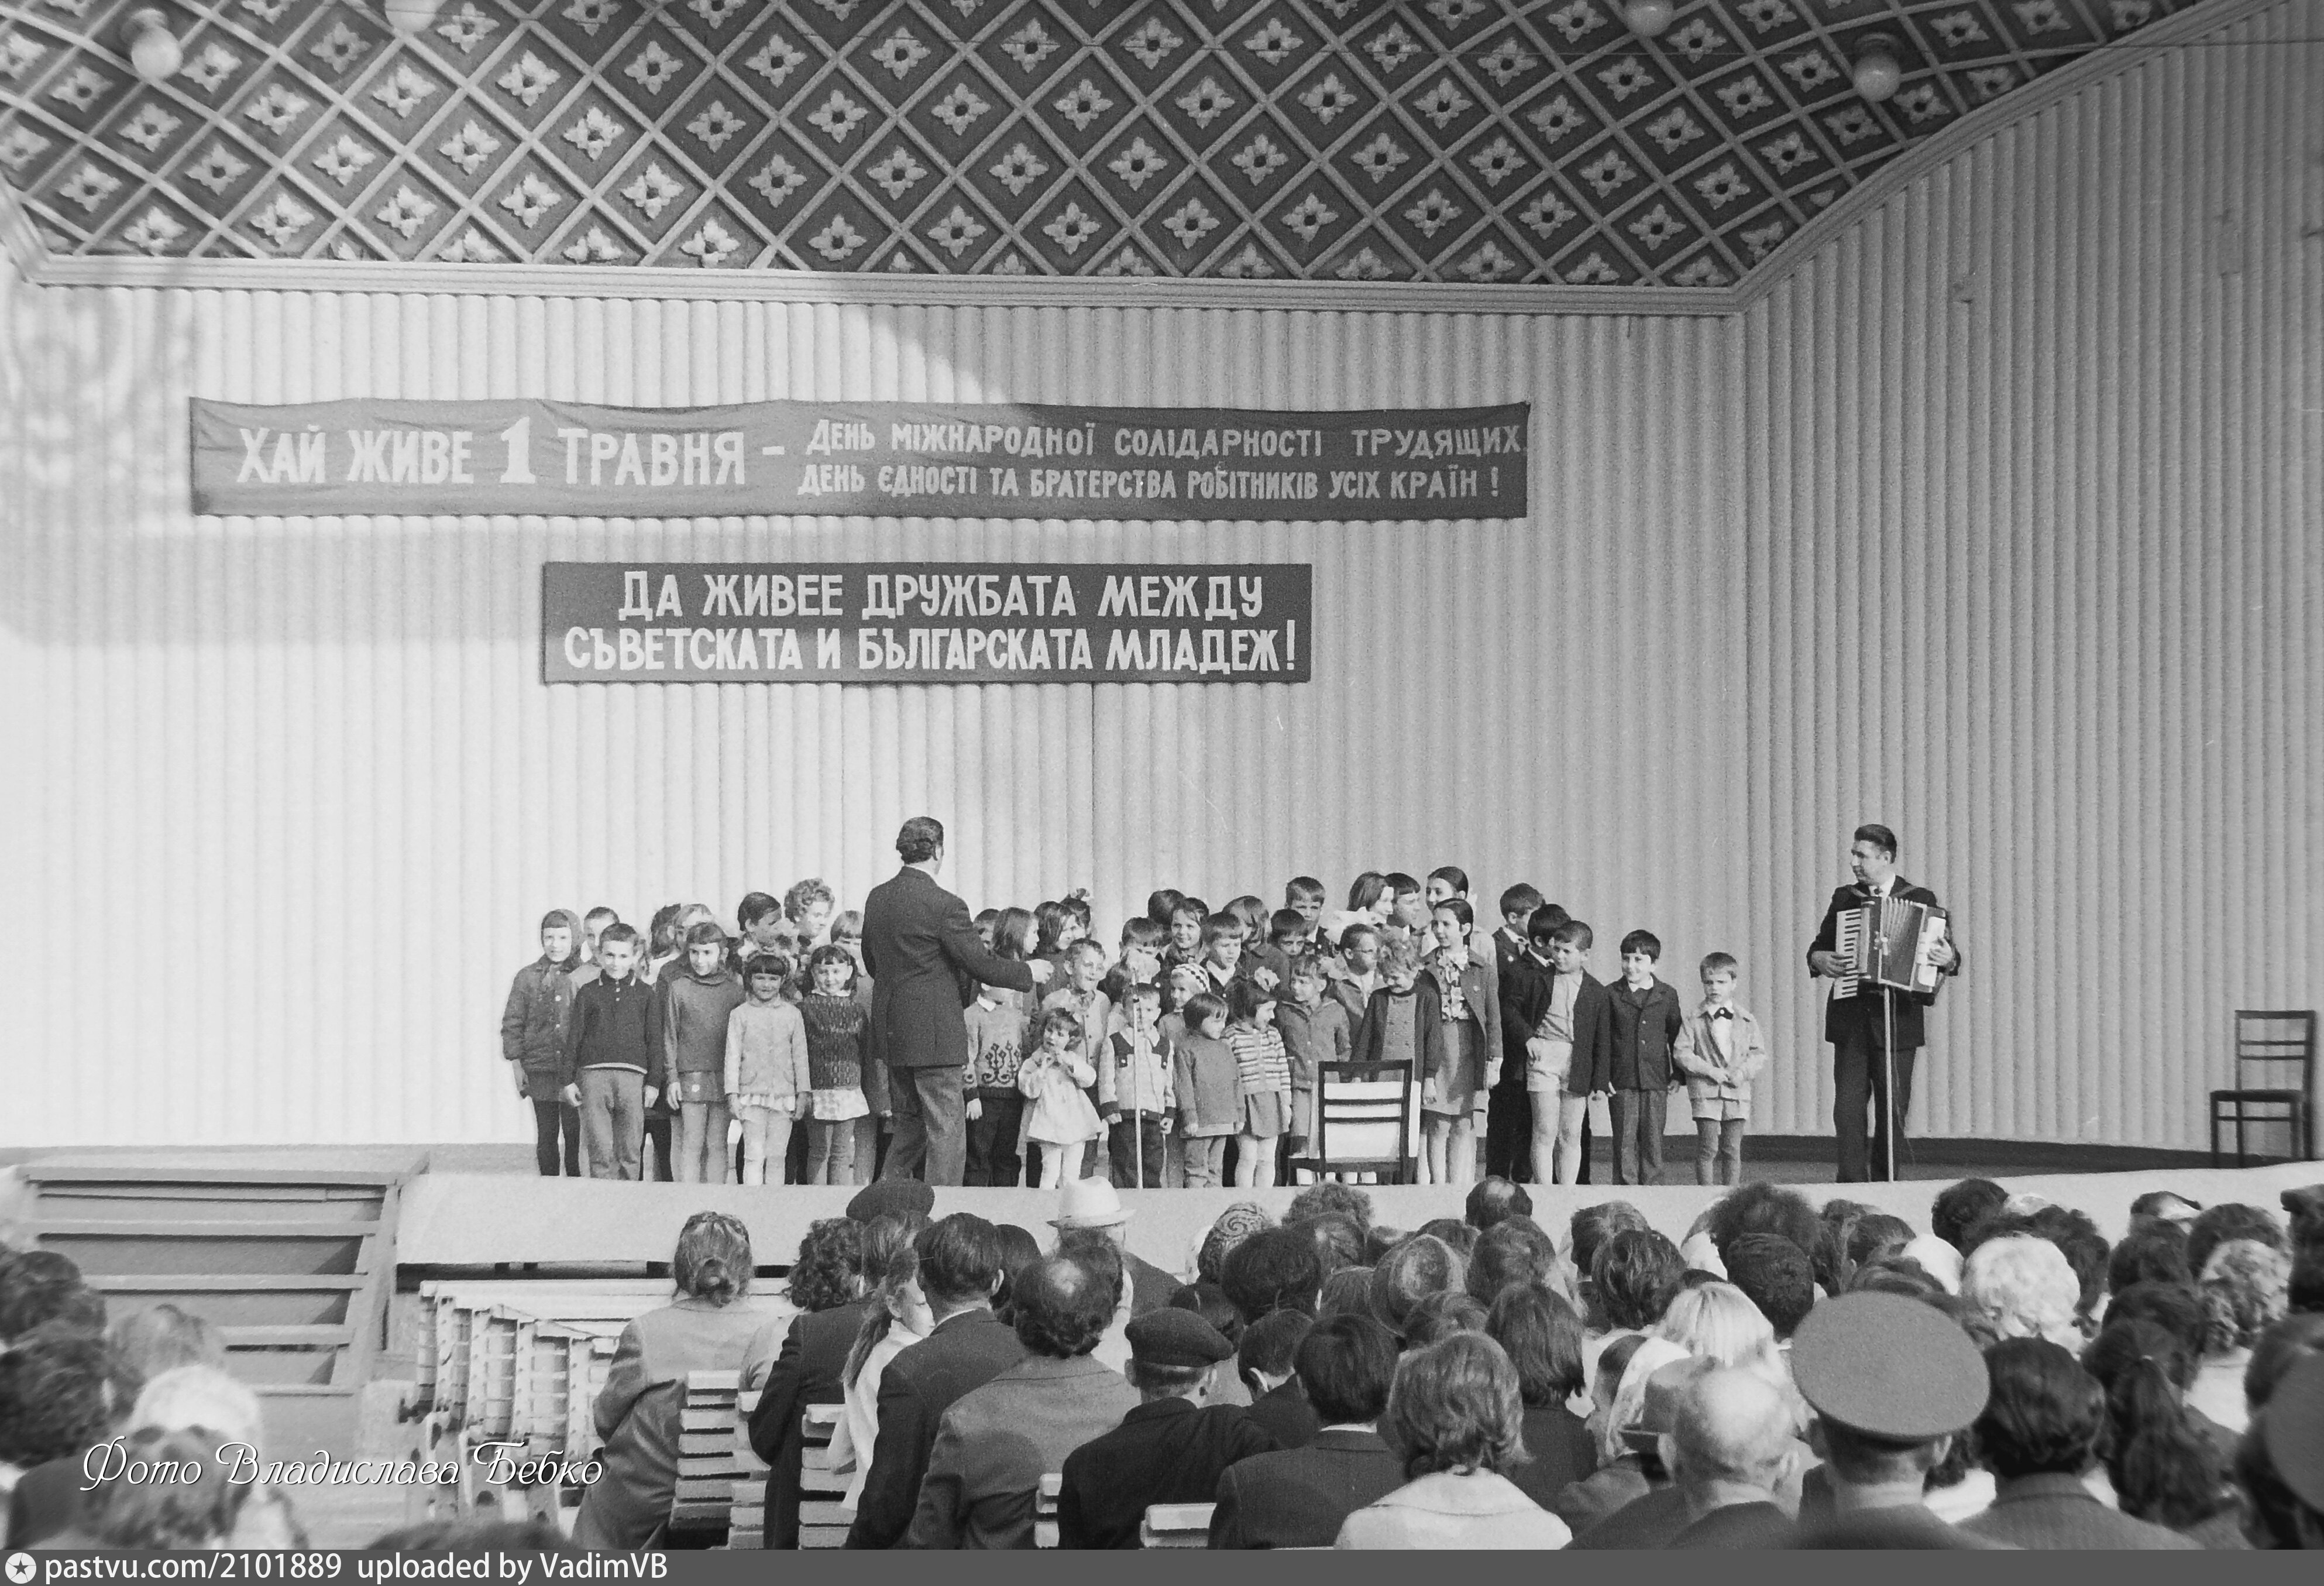 ХАЙ ЖИВЕ 1 ТРАВНЯ – ДЕНЬ МІЖНАРОДНОЇ СОЛІДАРНОСТІ ТРУДЯЩИХ,
ДЕНЬ ЄДНОСТІ ТА БРАТЕРСТВА РОБІТНИКІВ УСІХ КРАЇН !
ДА ЖИВЕЕ ДРУЖБАТА МЕЖДУ
СЪВЕТСКАТА И БЪЛГАРСКАТА МЛАДЕЖ!
Фото Владислава Бебко
pastvu.com/2101889 uploaded by VadimVB